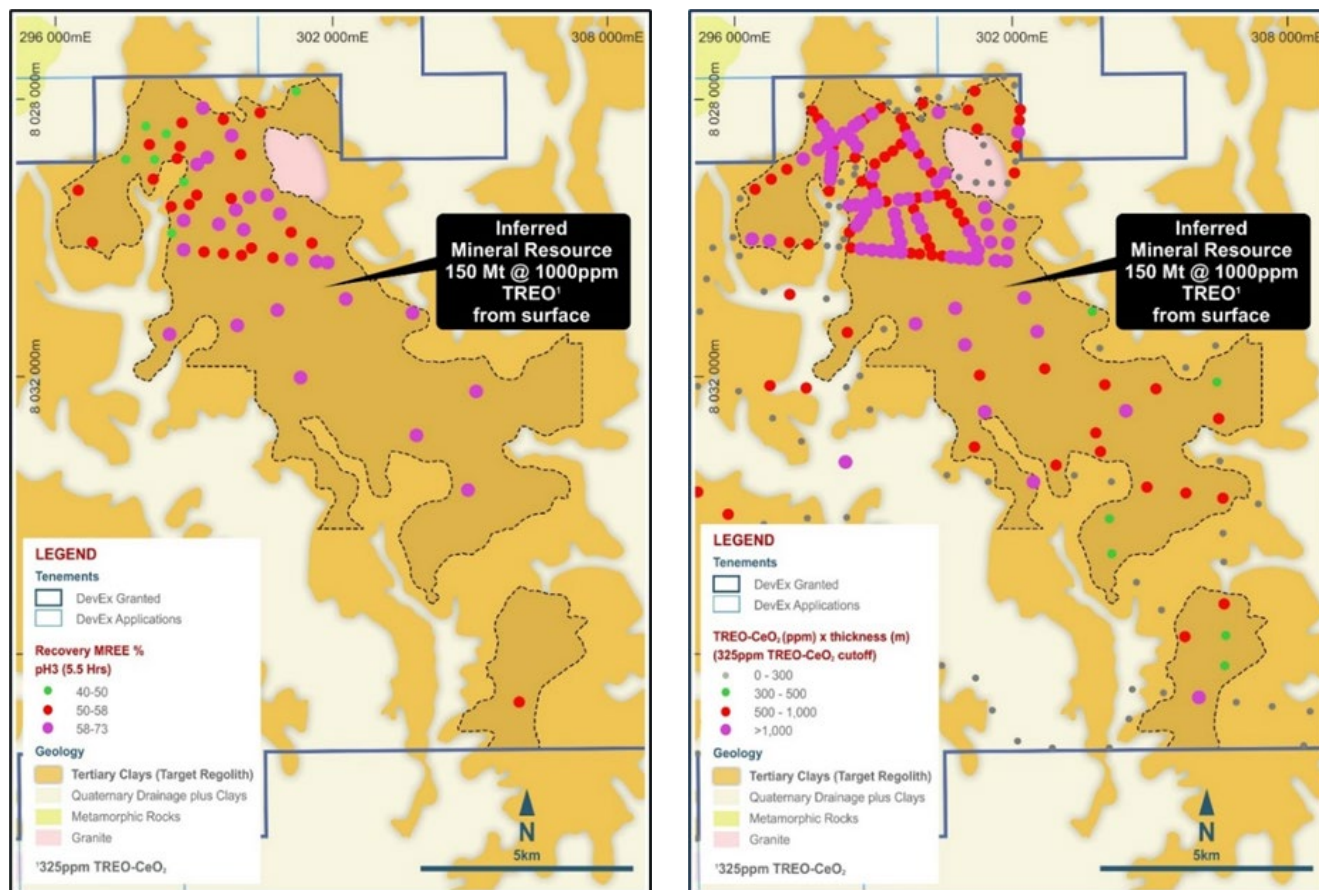 296 000mE
302 000mE
308 000mE
8 028 000m
8 032 000m
Inferred
Mineral Resource
150 Mt @ 1000ppm
TREO¹
from surface
LEGEND
Tenements
DevEx Granted
DevEx Applications
Recovery MREE %
pH3 (5.5 Hrs)
40-50
50-58
58-73
Geology
Tertiary Clays (Target Regolith)
Quaternary Drainage plus Clays
Metamorphic Rocks
Granite
¹325ppm TREO-CeO₂
N
5km
296 000mE
302 000mE
308 000mE
8 028 000m
8 032 000m
Inferred
Mineral Resource
150 Mt @ 1000ppm
TREO¹
from surface
LEGEND
Tenements
DevEx Granted
DevEx Applications
TREO-CeO₂ (ppm) x thickness (m)
(325ppm TREO-CeO₂ cutoff)
0 - 300
300 - 500
500 - 1,000
>1,000
Geology
Tertiary Clays (Target Regolith)
Quaternary Drainage plus Clays
Metamorphic Rocks
Granite
¹325ppm TREO-CeO₂
N
5km